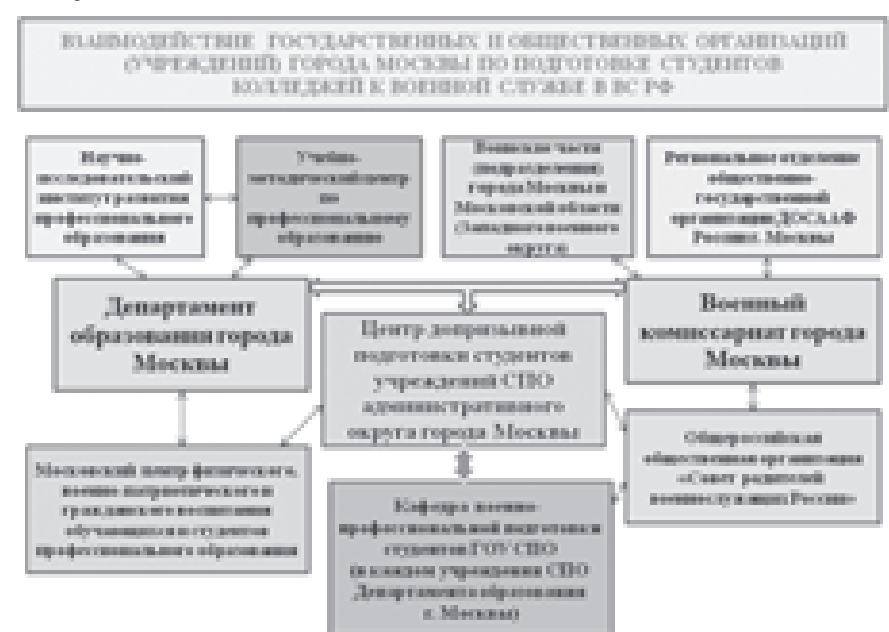 ВЗАИМОДЕЙСТВИЕ ГОСУДАРСТВЕННЫХ И ОБЩЕСТВЕННЫХ ОРГАНИЗАЦИЙ
(УЧРЕЖДЕНИЙ) ГОРОДА МОСКВЫ ПО ПОДГОТОВКЕ СТУДЕНТОВ
КОЛЛЕДЖЕЙ К ВОЕННОЙ СЛУЖБЕ В ВС РФ
Научно-
исследовательский
институт развития
профессионального
образования
Учебно-
методический центр
по
профессиональному
образованию
Воинские части
(подразделения)
города Москвы и
Московской области
(Западного военного
округа)
Региональное отделение
общественно-
государственной
организации ДОСААФ
России г. Москвы
Департамент
образования города
Москвы
Центр допризывной
подготовки студентов
учреждений СПО
административного
округа города Москвы
Военный
комиссариат города
Москвы
Московский центр физического,
военно-патриотического и
гражданского воспитания
обучающихся и студентов
профессионального образования
Кафедра военно-
профессиональной подготовки
студентов ГОУ СПО
(в каждом учреждении СПО
Департамента образования
г. Москвы)
Общероссийская
общественная организация
«Совет родителей
военнослужащих России»